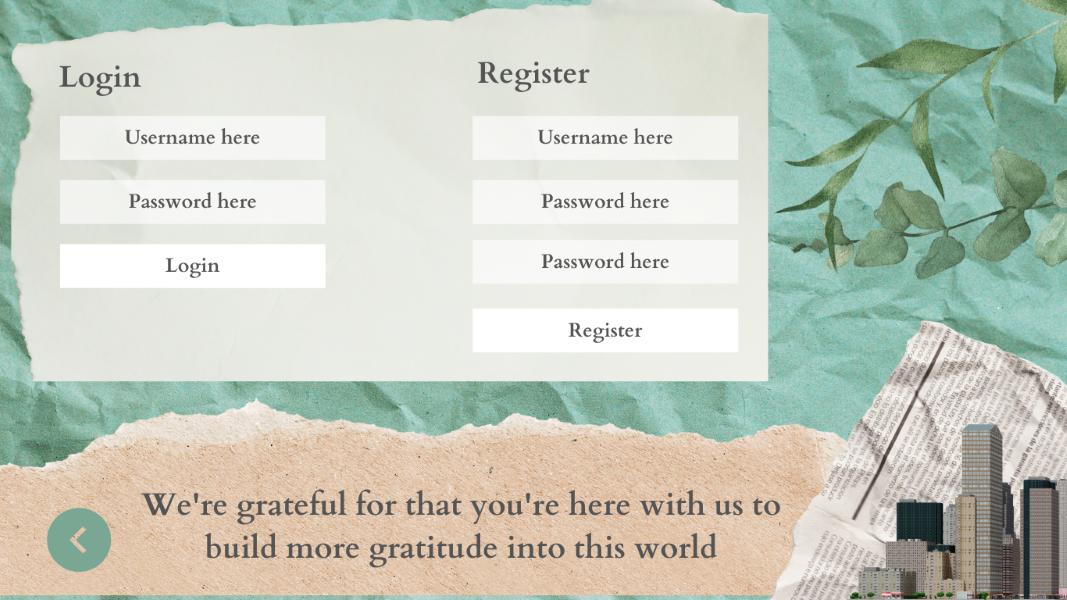 Login
Username here
Password here
Login
Register
Username here
Password here
Password here
Register
We're grateful for that you're here with us to
build more gratitude into this world